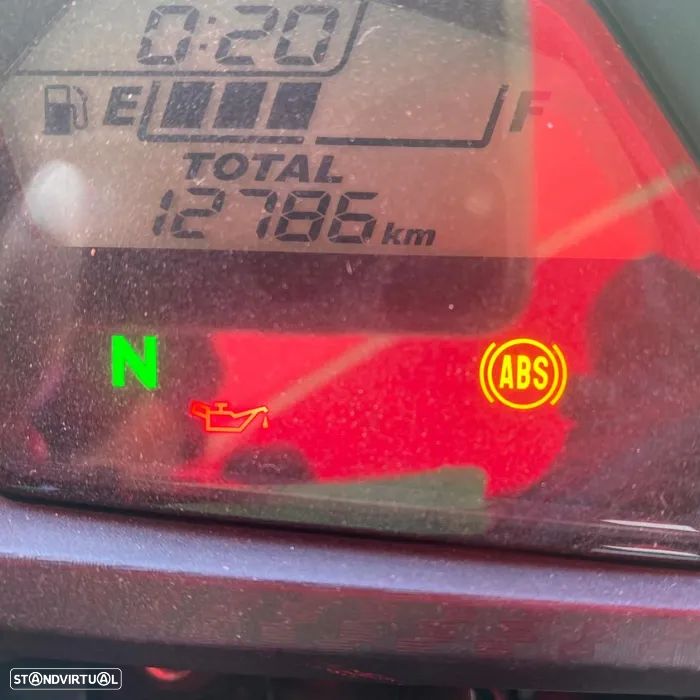 0:20
E F
TOTAL
12786 km
N
ABS
STANDVIRTUAL